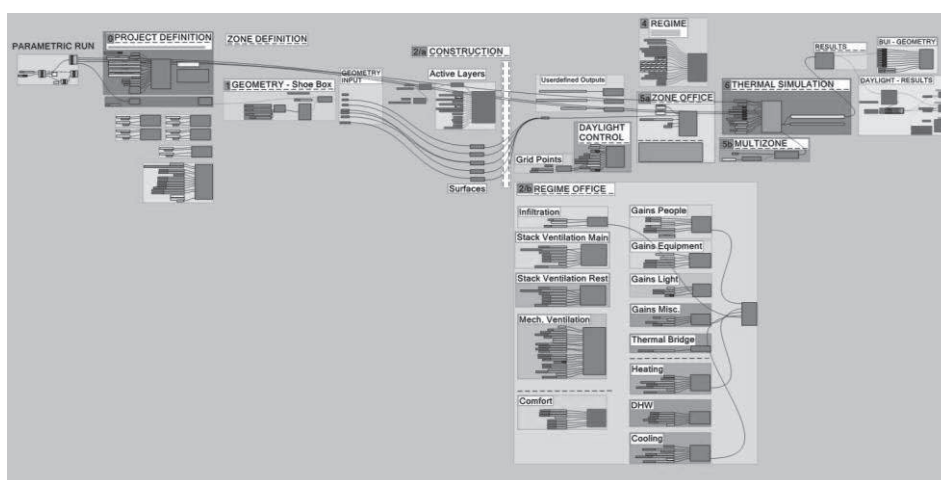 PARAMETRIC RUN
0 PROJECT DEFINITION
ZONE DEFINITION
1 GEOMETRY - Shoe Box
GEOMETRY
INPUT
2/a CONSTRUCTION
Active Layers
Surfaces
Userdefined Outputs
Grid Points
DAYLIGHT
CONTROL
4 REGIME
5a ZONE OFFICE
6 THERMAL SIMULATION
5b MULTIZONE
RESULTS
BUI - GEOMETRY
DAYLIGHT - RESULTS
2/b REGIME OFFICE
Infiltration
Stack Ventilation Main
Stack Ventilation Rest
Mech. Ventilation
Comfort
Gains People
Gains Equipment
Gains Light
Gains Misc.
Thermal Bridge
Heating
DHW
Cooling